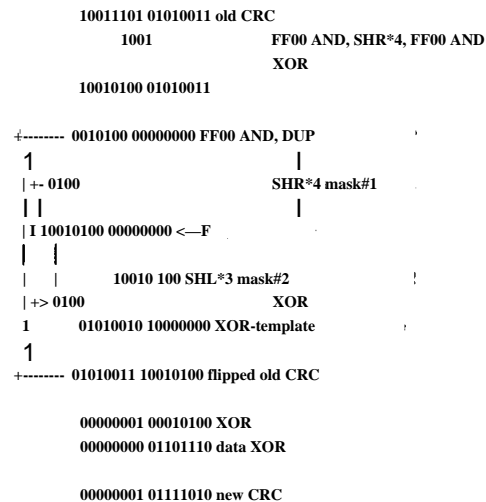 10011101 01010011 old CRC
1001 FF00 AND, SHR*4, FF00 AND
XOR
10010100 01010011
+-------- 0010100 00000000 FF00 AND, DUP
1 |
| +- 0100 SHR*4 mask#1
| | |
| I 10010100 00000000 <—F
| |
| | 10010 100 SHL*3 mask#2
| +> 0100 XOR
1 01010010 10000000 XOR-template
1
+-------- 01010011 10010100 flipped old CRC
00000001 00010100 XOR
00000000 01101110 data XOR
00000001 01111010 new CRC